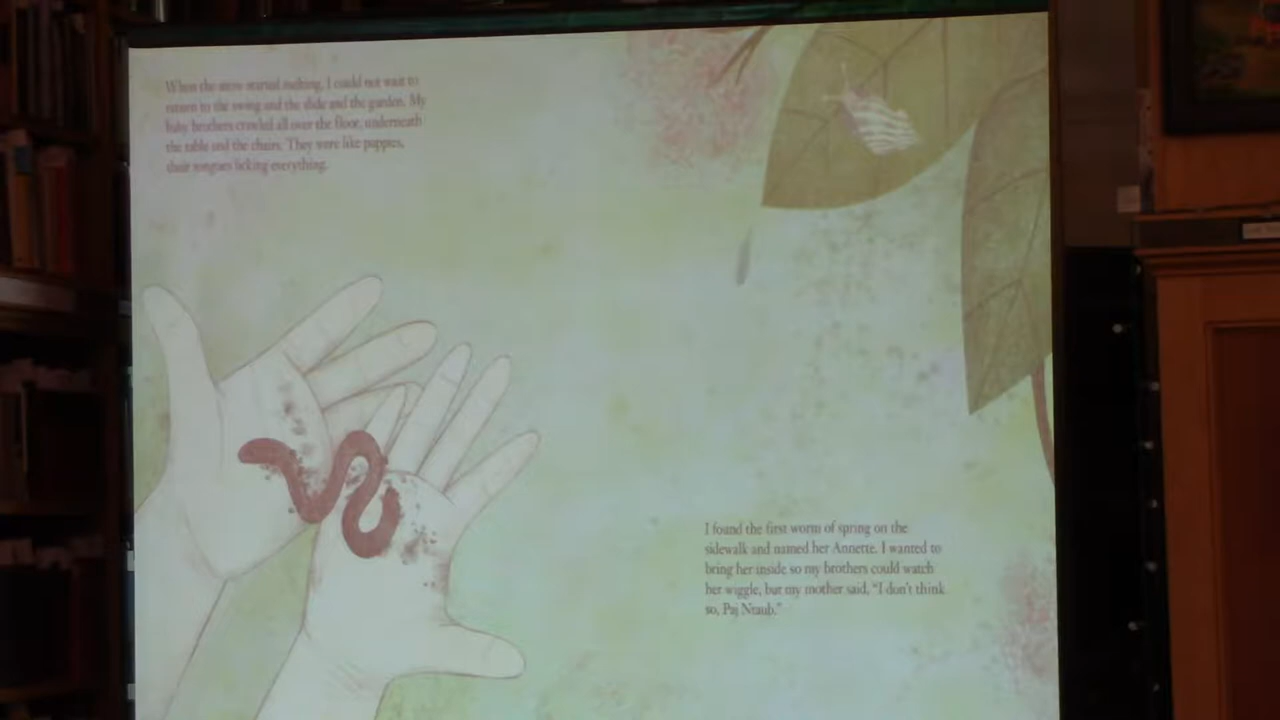 When the snow started melting, I could not wait to
return to the swing and the slide and the garden. My
baby brothers crawled all over the floor, underneath
the table and the chairs. They were like puppies,
their tongues licking everything.
I found the first worm of spring on the
sidewalk and named her Annette. I wanted to
bring her inside so my brothers could watch
her wiggle, but my mother said, “I don’t think
so, Paj Ntaub.”